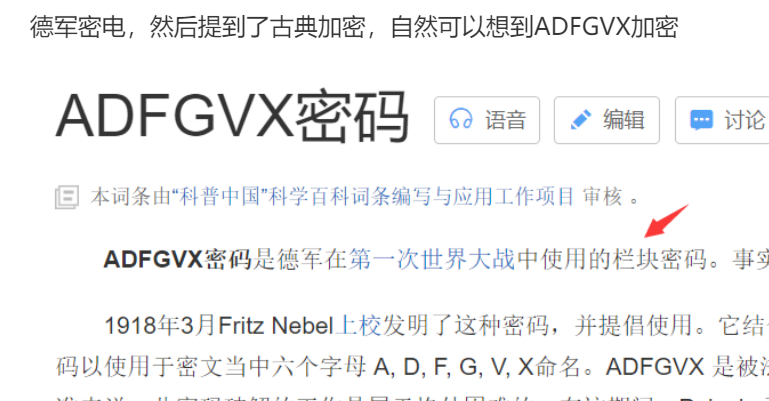 德军密电，然后提到了古典加密，自然可以想到ADFGVX加密
ADFGVX密码 语音 编辑 讨论
本词条由“科普中国”科学百科词条编写与应用工作项目 审核 。
ADFGVX密码是德军在第一次世界大战中使用的栏块密码。事实
1918年3月Fritz Nebel上校发明了这种密码，并提倡使用。它结
码以使用于密文当中六个字母 A, D, F, G, V, X命名。ADFGVX 是被